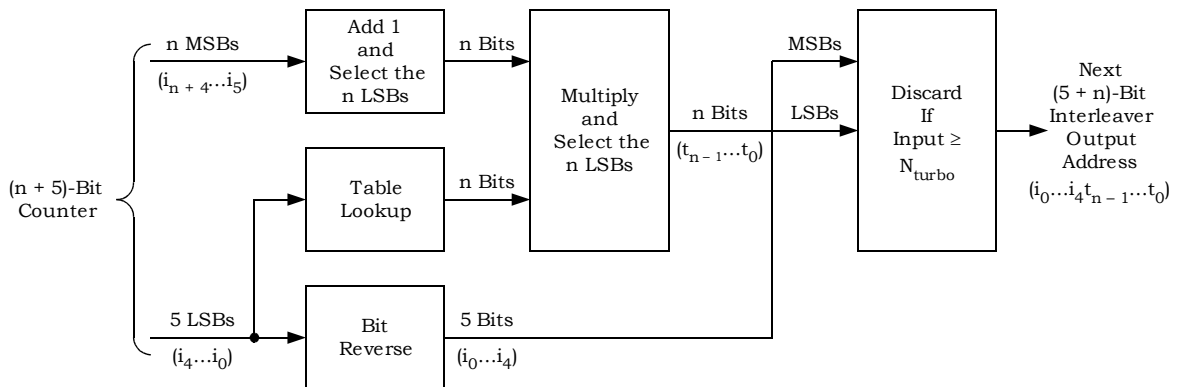 (n + 5)-Bit
Counter
n MSBs
(i_{n + 4}…i_5)
Add 1
and
Select the
n LSBs
n Bits
Table
Lookup
n Bits
5 LSBs
(i_4…i_0)
Bit
Reverse
5 Bits
(i_0…i_4)
Multiply
and
Select the
n LSBs
n Bits
(t_{n – 1}…t_0)
MSBs
LSBs
Discard
If
Input ≥
N_{turbo}
Next
(5 + n)-Bit
Interleaver
Output
Address
(i_0…i_4t_{n – 1}…t_0)